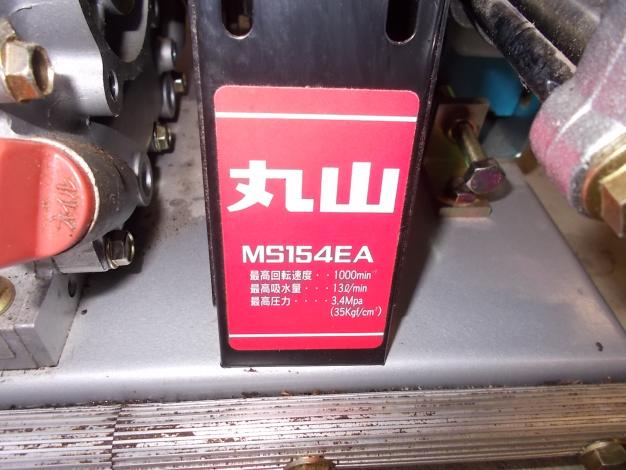 丸山
MS154EA
最高回転速度・・1000min⁻¹
最高吸水量・・・13ℓ/min
最高圧力・・・・3.4Mpa
(35Kgf/cm²)